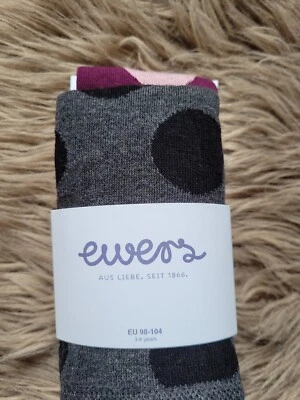 ewers
AUS LIEBE. SEIT 1866.
EU 98-104
3-4 years